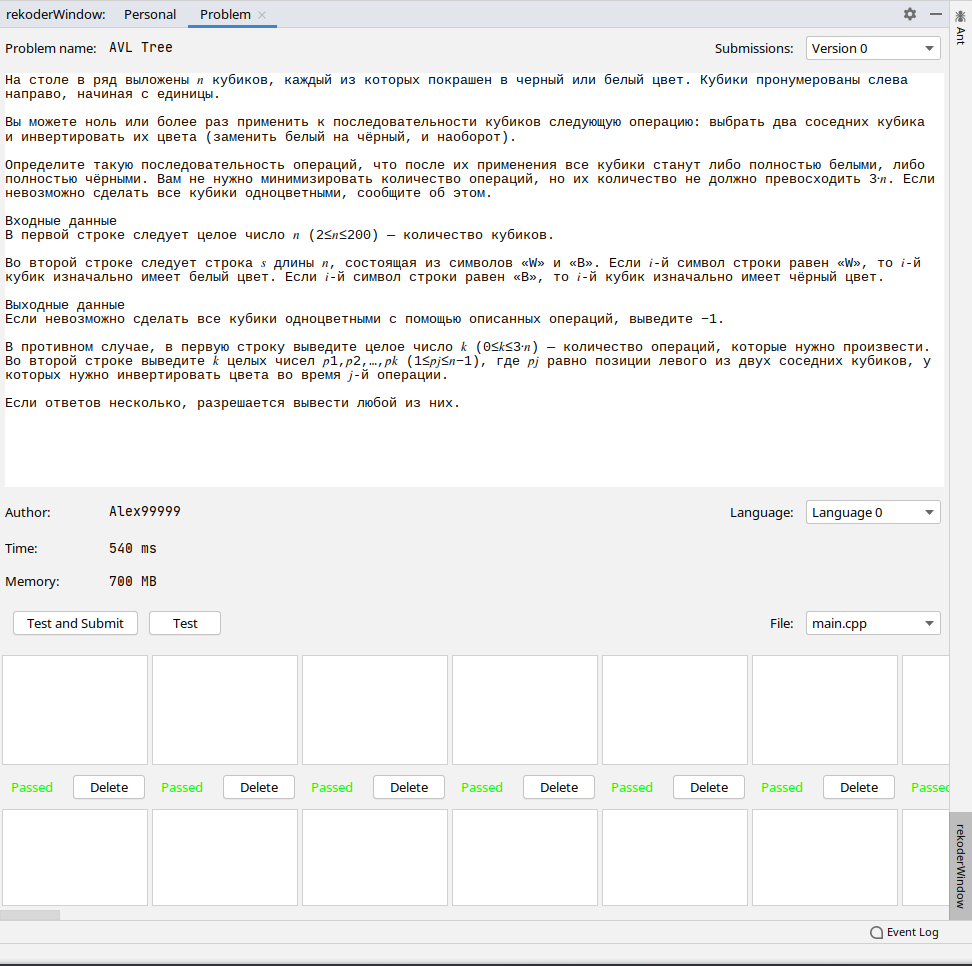 rekoderWindow: Personal Problem
Ant
Problem name: AVL Tree Submissions: Version 0
На столе в ряд выложены n кубиков, каждый из которых покрашен в черный или белый цвет. Кубики пронумерованы слева
направо, начиная с единицы.
Вы можете ноль или более раз применить к последовательности кубиков следующую операцию: выбрать два соседних кубика
и инвертировать их цвета (заменить белый на чёрный, и наоборот).
Определите такую последовательность операций, что после их применения все кубики станут либо полностью белыми, либо
полностью чёрными. Вам не нужно минимизировать количество операций, но их количество не должно превосходить 3·n. Если
невозможно сделать все кубики одноцветными, сообщите об этом.
Входные данные
В первой строке следует целое число n (2≤n≤200) — количество кубиков.
Во второй строке следует строка s длины n, состоящая из символов «W» и «B». Если i-й символ строки равен «W», то i-й
кубик изначально имеет белый цвет. Если i-й символ строки равен «B», то i-й кубик изначально имеет чёрный цвет.
Выходные данные
Если невозможно сделать все кубики одноцветными с помощью описанных операций, выведите −1.
В противном случае, в первую строку выведите целое число k (0≤k≤3·n) — количество операций, которые нужно произвести.
Во второй строке выведите k целых чисел p1,p2,…,pk (1≤pj≤n−1), где pj равно позиции левого из двух соседних кубиков, у
которых нужно инвертировать цвета во время j-й операции.
Если ответов несколько, разрешается вывести любой из них.
Author: Alex99999 Language: Language 0
Time: 540 ms
Memory: 700 MB
Test and Submit Test File: main.cpp
Passed Delete Passed Delete Passed Delete Passed Delete Passed Delete Passed Delete Passed
rekoderWindow
Event Log